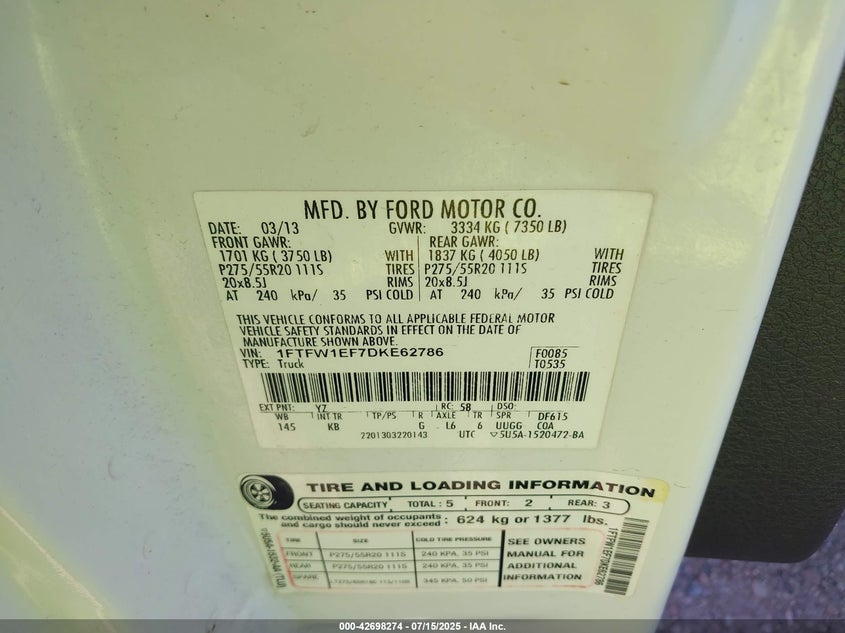 MFD. BY FORD MOTOR CO.
DATE: 03/13 GVWR: 3334 KG ( 7350 LB)
FRONT GAWR: REAR GAWR:
1701 KG ( 3750 LB) WITH 1837 KG ( 4050 LB) WITH
P275/55R20 111S TIRES P275/55R20 111S TIRES
20x8.5J RIMS 20x8.5J RIMS
AT 240 kPa/ 35 PSI COLD AT 240 kPa/ 35 PSI COLD
THIS VEHICLE CONFORMS TO ALL APPLICABLE FEDERAL MOTOR
VEHICLE SAFETY STANDARDS IN EFFECT ON THE DATE OF
MANUFACTURE SHOWN ABOVE.
VIN: 1FTFW1EF7DKE62786 F0085
TYPE: Truck T0535
EXT PNT: YZ RC: 58 DSO:
WB INT TR TP/PS R AXLE TR SPR DF615
145 KB G L6 6 UUGG COA
2201303220143 UTC ▽5U5A-1520472-BA
TIRE AND LOADING INFORMATION
SEATING CAPACITY TOTAL: 5 FRONT: 2 REAR: 3
The combined weight of occupants and cargo should never exceed: 624 kg or 1377 lbs.
TIRE SIZE COLD TIRE PRESSURE SEE OWNERS
FRONT P275/55R20 111S 240 KPA, 35 PSI MANUAL FOR
REAR P275/55R20 111S 240 KPA, 35 PSI ADDITIONAL
SPARE 345 KPA, 50 PSI INFORMATION
1FTFW1EF7DKE62786
000-42698274 - 07/15/2025 - IAA Inc.